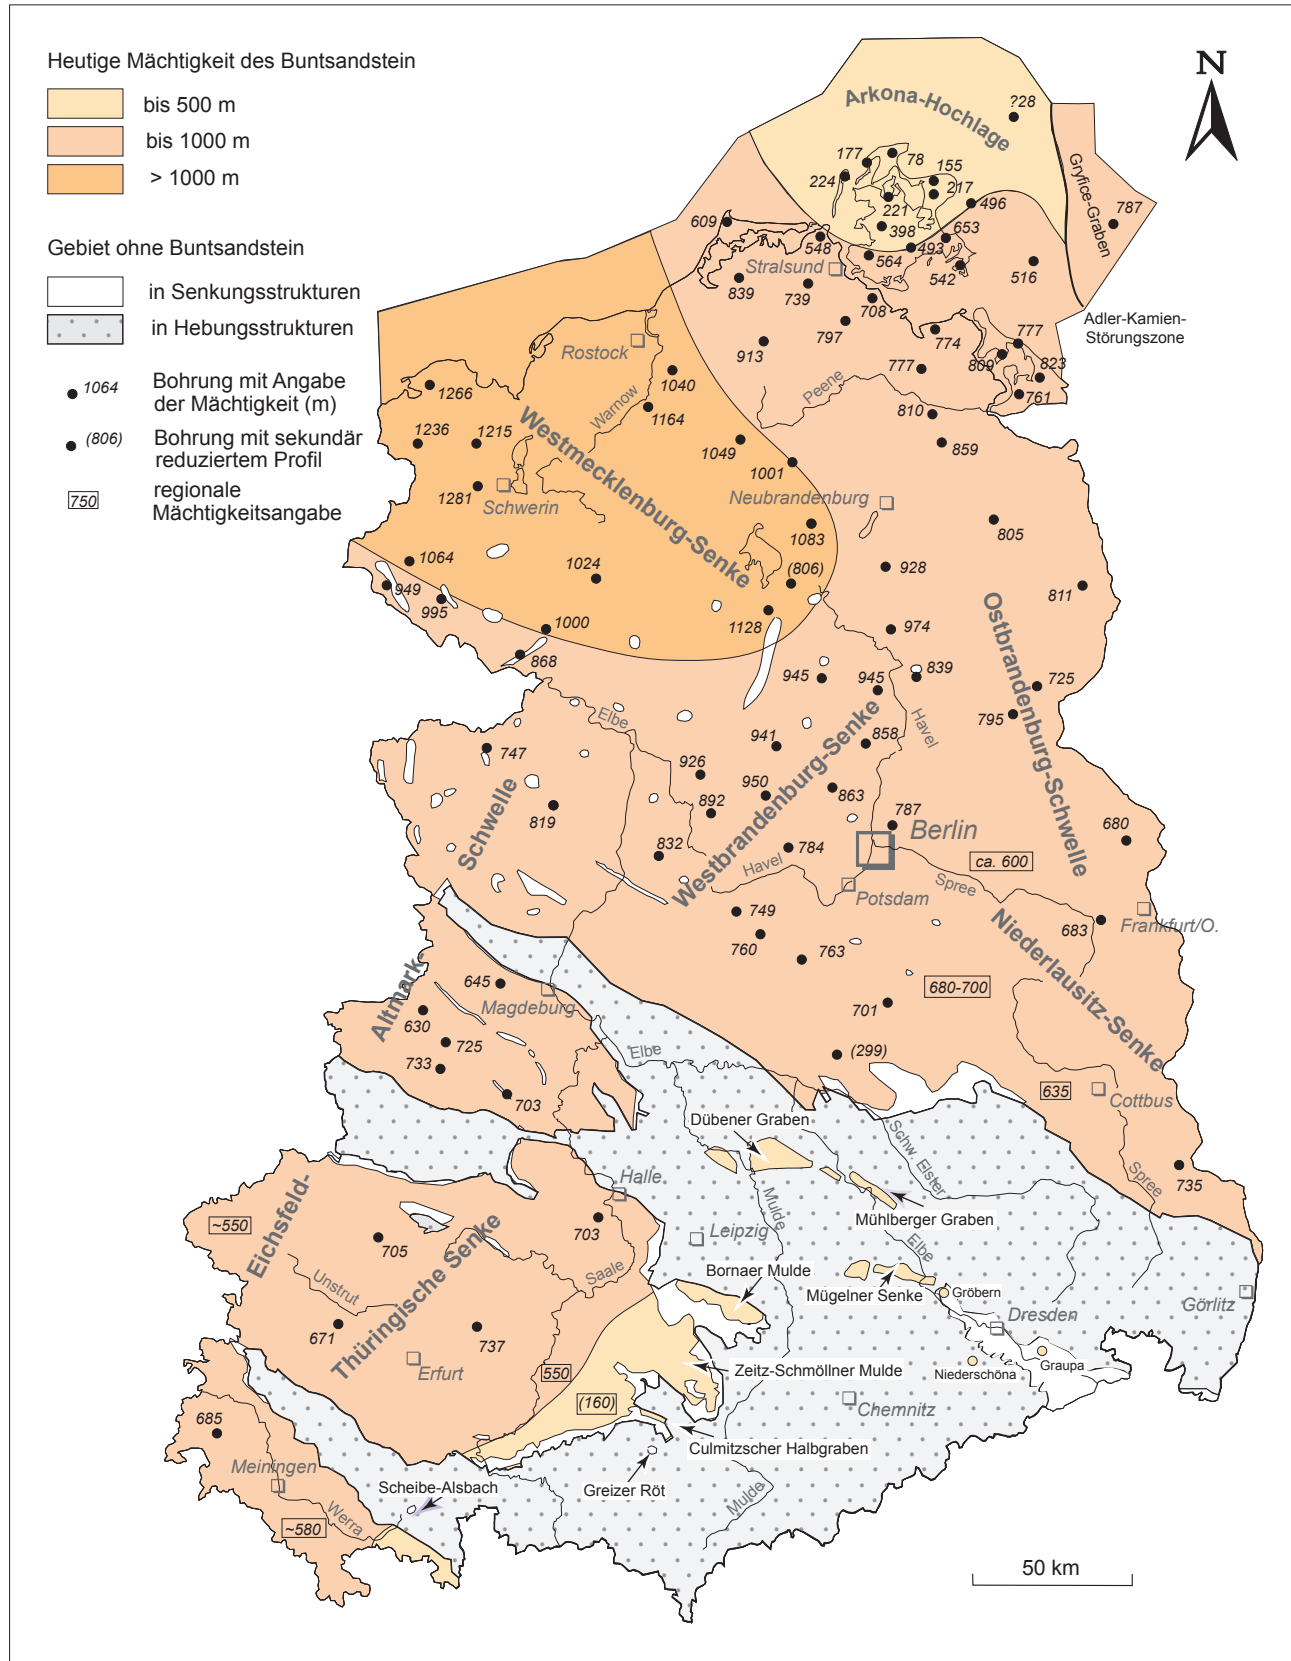 Heutige Mächtigkeit des Buntsandstein
bis 500 m
bis 1000 m
> 1000 m
Gebiet ohne Buntsandstein
in Senkungsstrukturen
in Hebungsstrukturen
1064
Bohrung mit Angabe
der Mächtigkeit (m)
(806)
Bohrung mit sekundär
reduziertem Profil
750
regionale
Mächtigkeitsangabe
N
Arkona-Hochlage
?28
177
78
155
224
217
221
496
398
Gryfice-Graben
787
609
548
493
653
564
Stralsund
542
516
839
739
708
797
Adler-Kamien-
Störungszone
774
777
913
809
823
777
761
Rostock
1040
Peene
1266
Warnow
1164
810
1236
1215
1049
859
Westmecklenburg-Senke
1001
1281
Schwerin
Neubrandenburg
805
1083
1064
1024
(806)
928
949
811
995
1000
1128
974
Ostbrandenburg-Schwelle
868
945
945
839
725
Elbe
Havel
795
747
941
858
926
950
863
Westbrandenburg-Senke
892
819
787
Schwelle
Berlin
680
832
784
Havel
ca. 600
Spree
Potsdam
749
Frankfurt/O.
683
760
763
Niederlausitz-Senke
645
Magdeburg
680-700
Altmark-
630
701
725
Elbe
(299)
733
635
Cottbus
703
Dübener Graben
Schw. Elster
Spree
735
Halle
Mulde
Mühlberger Graben
Eichsfeld-
~550
703
Leipzig
705
Elbe
Thüringische Senke
Unstrut
Saale
Bornaer Mulde
Mügelner Senke
Gröbern
Görlitz
Dresden
671
737
Graupa
Erfurt
550
Zeitz-Schmöllner Mulde
Niederschöna
(160)
Chemnitz
685
Culmitzscher Halbgraben
Meiningen
Scheibe-Alsbach
Greizer Röt
Mulde
Werra
~580
50 km